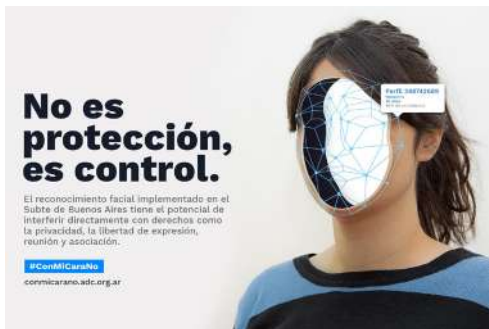 No es
protección,
es control.
El reconocimiento facial implementado en el
Subte de Buenos Aires tiene el potencial de
interferir directamente con derechos como
la privacidad, la libertad de expresión,
reunión y asociación.
#ConMiCaraNo
conmicarano.adc.org.ar